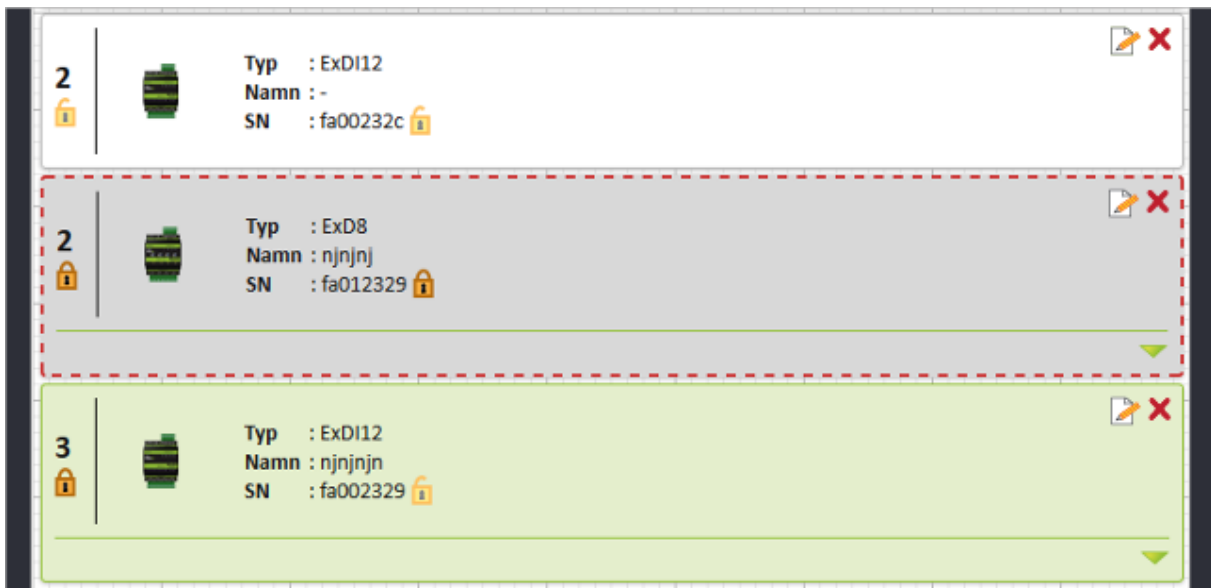 2
Typ : ExDI12
Namn : -
SN : fa00232c
2
Typ : ExD8
Namn : njnjnj
SN : fa012329
3
Typ : ExDI12
Namn : njnjnjn
SN : fa002329